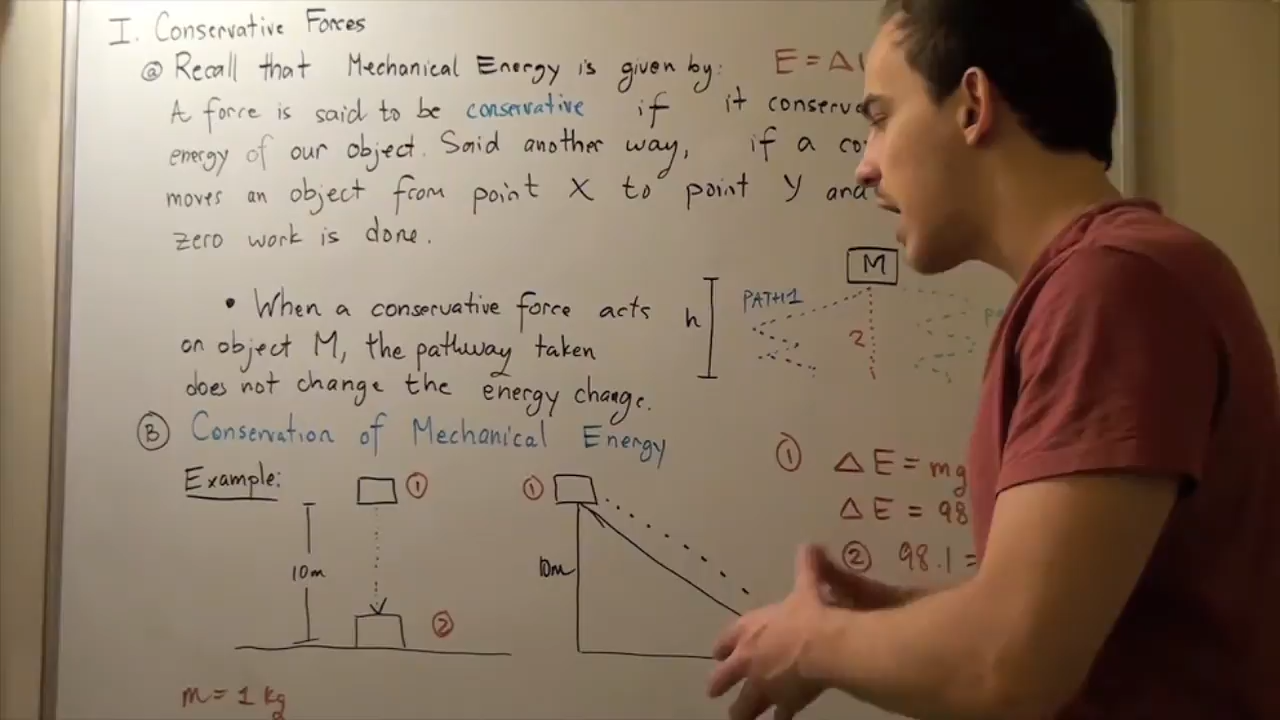 I. Conservative Forces
@ Recall that Mechanical Energy is given by: E = Δ
A force is said to be conservative if it conserv
energy of our object. Said another way, if a co
moves an object from point X to point Y and
zero work is done.
M
• When a conservative force acts
on object M, the pathway taken
does not change the energy change.
h
PATH 1
2
B Conservation of Mechanical Energy
Example:
① ①
10m
10m
②
m = 1 kg
① ΔE = mg
ΔE = 98
② 98.1 =